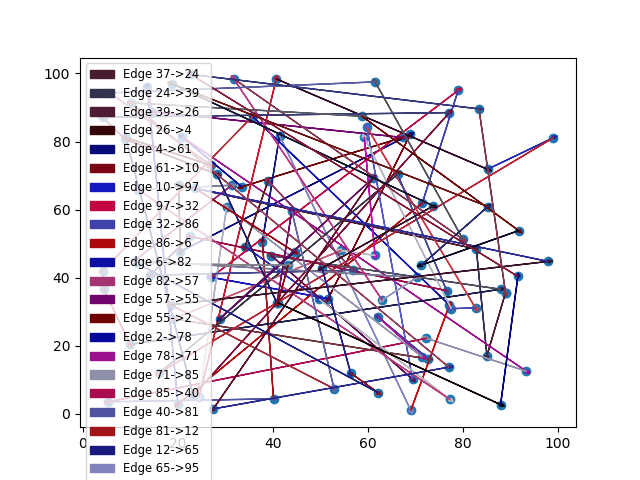 100
80
60
40
20
0
0
20
40
60
80
100
Edge 37->24
Edge 24->39
Edge 39->26
Edge 26->4
Edge 4->61
Edge 61->10
Edge 10->97
Edge 97->32
Edge 32->86
Edge 86->6
Edge 6->82
Edge 82->57
Edge 57->55
Edge 55->2
Edge 2->78
Edge 78->71
Edge 71->85
Edge 85->40
Edge 40->81
Edge 81->12
Edge 12->65
Edge 65->95